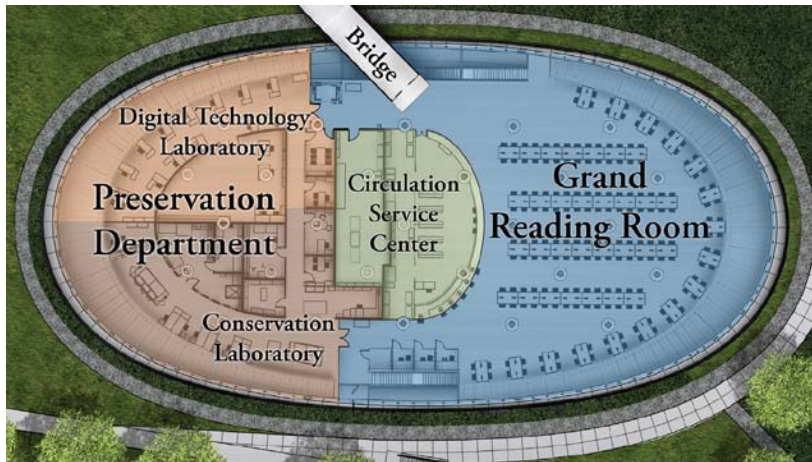 Bridge
Digital Technology
Laboratory
Preservation
Department
Conservation
Laboratory
Circulation
Service
Center
Grand
Reading Room